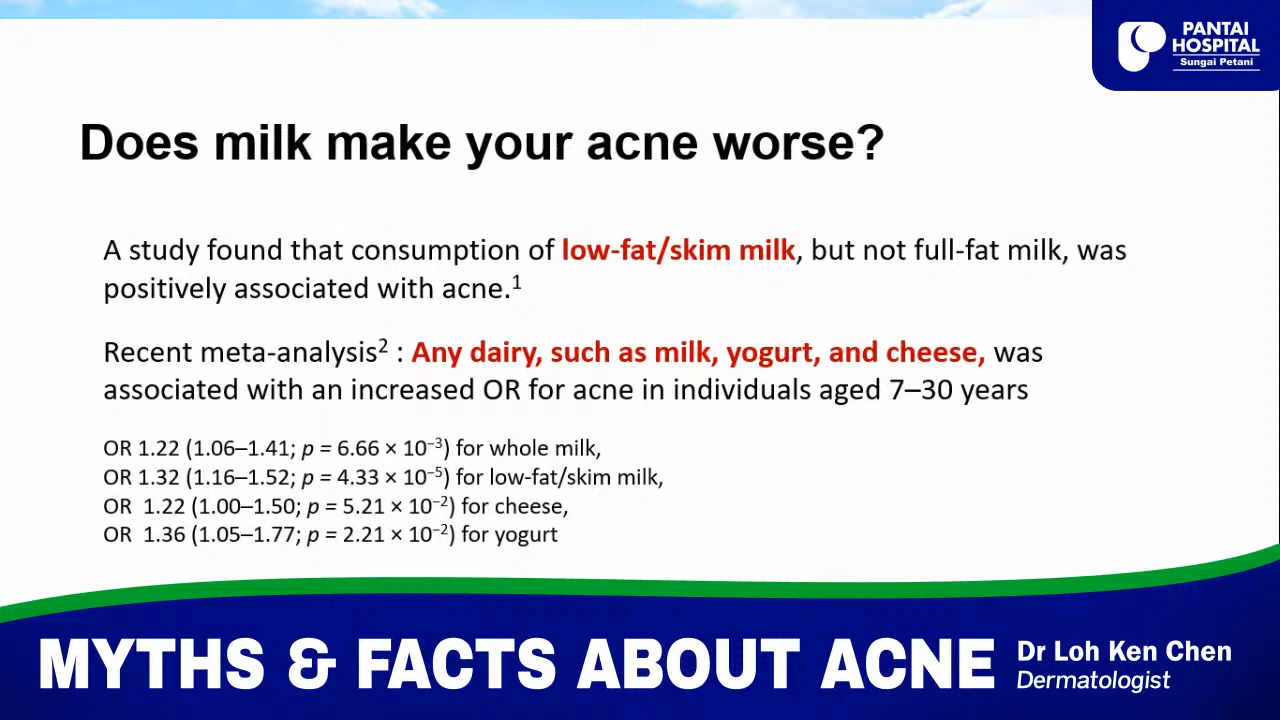 PANTAI
HOSPITAL
Sungai Petani
Does milk make your acne worse?
A study found that consumption of low-fat/skim milk, but not full-fat milk, was
positively associated with acne.¹
Recent meta-analysis² : Any dairy, such as milk, yogurt, and cheese, was
associated with an increased OR for acne in individuals aged 7–30 years
OR 1.22 (1.06–1.41; p = 6.66 × 10⁻³) for whole milk,
OR 1.32 (1.16–1.52; p = 4.33 × 10⁻⁵) for low-fat/skim milk,
OR 1.22 (1.00–1.50; p = 5.21 × 10⁻²) for cheese,
OR 1.36 (1.05–1.77; p = 2.21 × 10⁻²) for yogurt
MYTHS & FACTS ABOUT ACNE
Dr Loh Ken Chen
Dermatologist